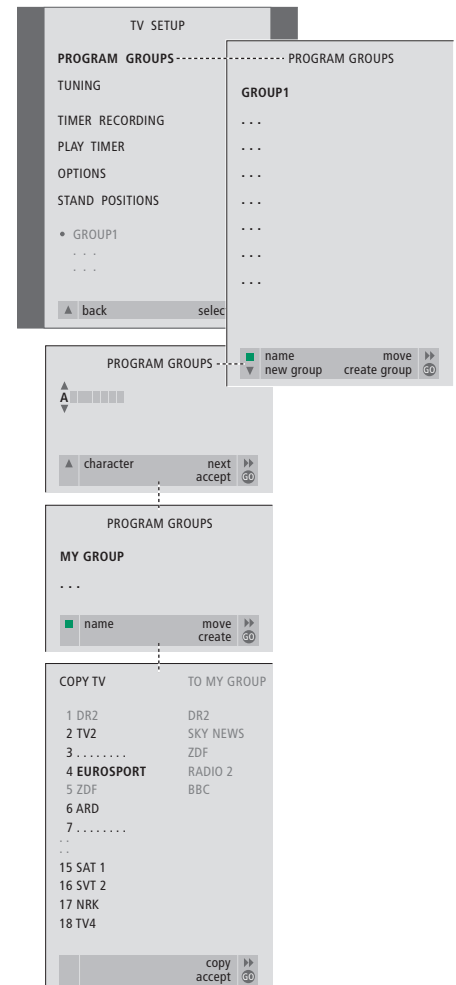 TV SETUP
PROGRAM GROUPS
TUNING
TIMER RECORDING
PLAY TIMER
OPTIONS
STAND POSITIONS
• GROUP1
. . .
. . .
▲ back selec
PROGRAM GROUPS
GROUP1
. . .
. . .
. . .
. . .
. . .
. . .
. . .
■ name move ▶▶
▼ new group create group GO
PROGRAM GROUPS
▲
A
▼
▲ character next ▶▶
accept GO
PROGRAM GROUPS
MY GROUP
. . .
■ name move ▶▶
create GO
COPY TV TO MY GROUP
1 DR2 DR2
2 TV2 SKY NEWS
3 . . . . . . . . ZDF
4 EUROSPORT RADIO 2
5 ZDF BBC
6 ARD
7 . . . . . . . .
. .
. .
15 SAT 1
16 SVT 2
17 NRK
18 TV4
copy ▶▶
accept GO